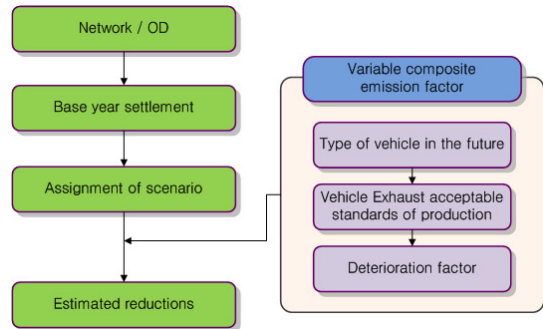 Network / OD
Base year settlement
Assignment of scenario
Estimated reductions
Variable composite
emission factor
Type of vehicle in the future
Vehicle Exhaust acceptable
standards of production
Deterioration factor